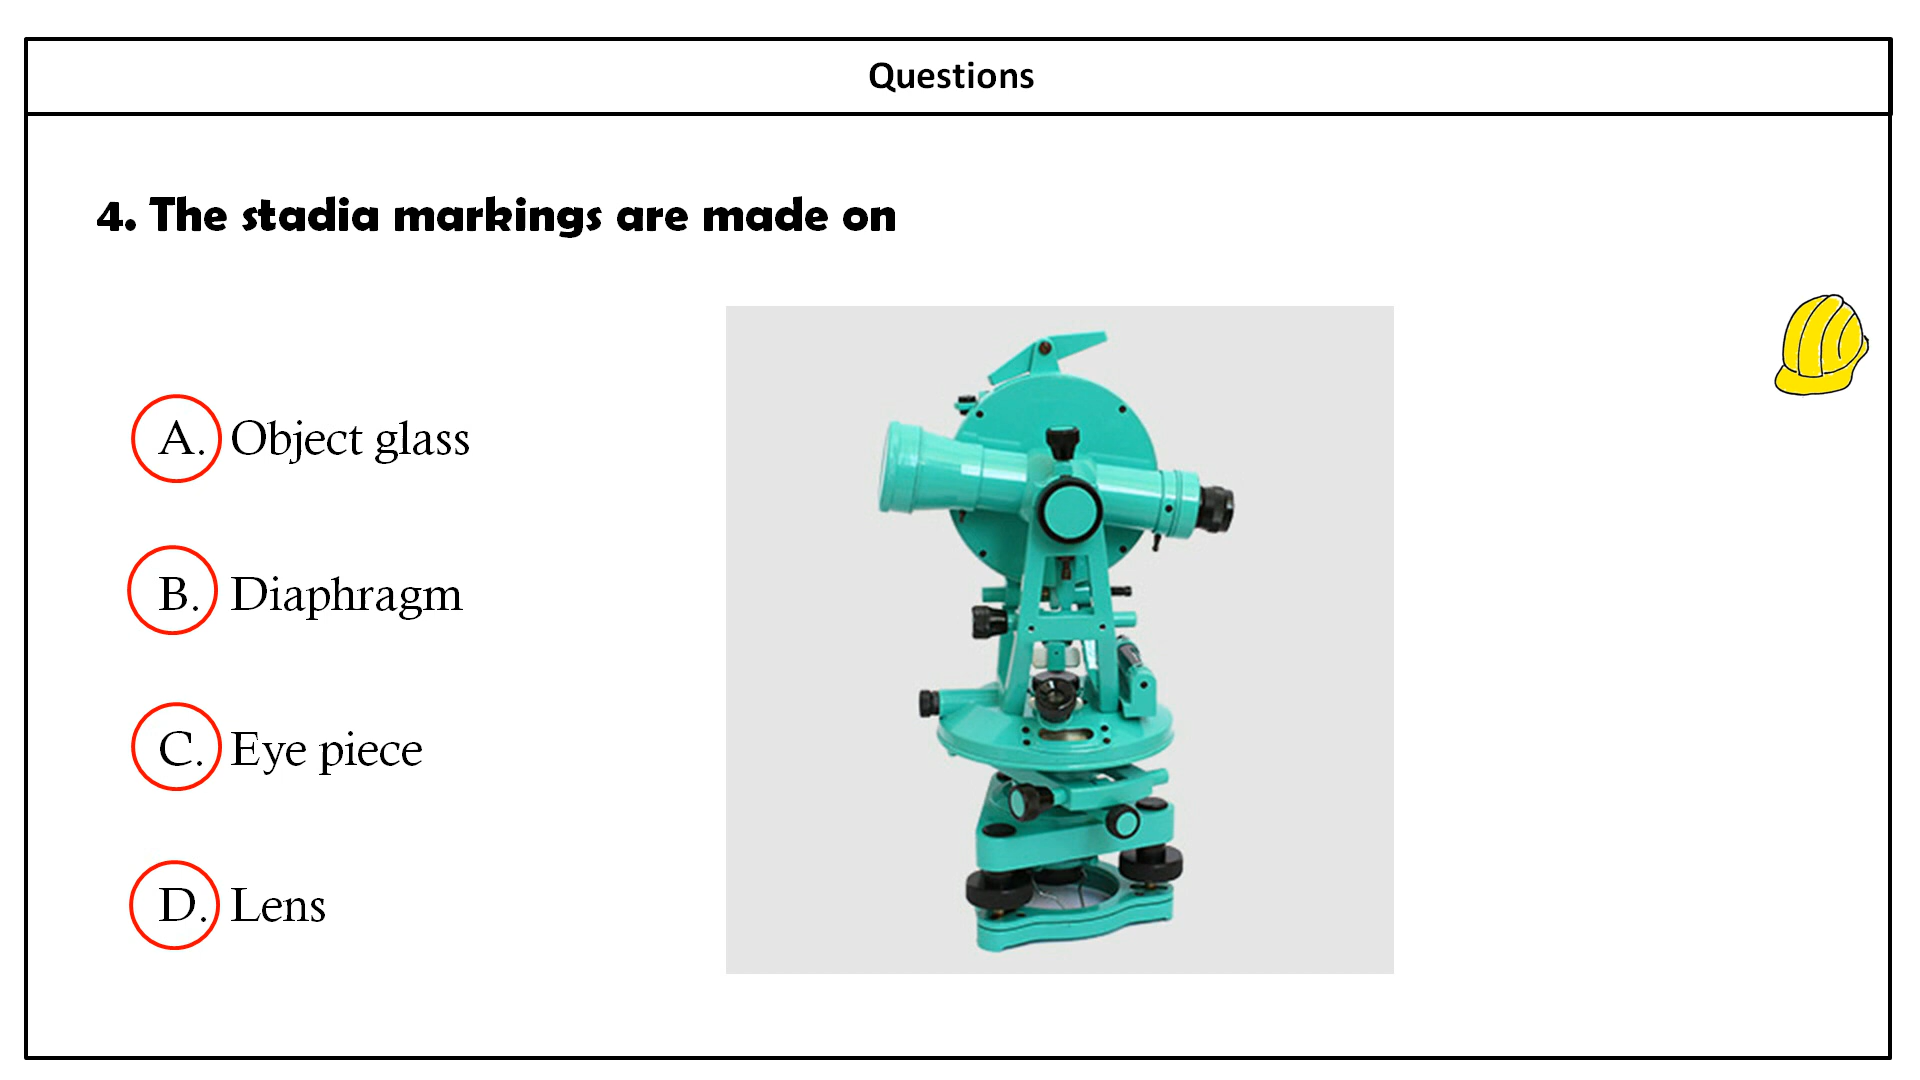 Questions
4. The stadia markings are made on
A. Object glass
B. Diaphragm
C. Eye piece
D. Lens